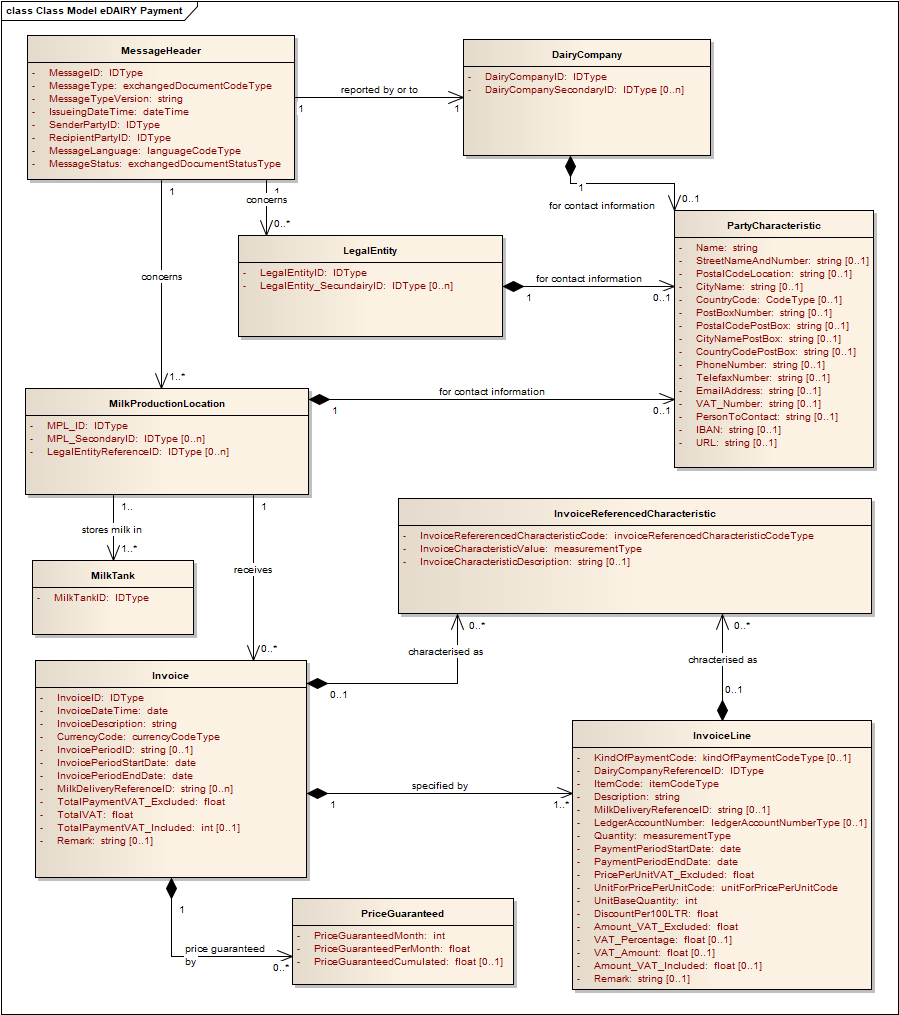 class Class Model eDAIRY Payment
MessageHeader
- MessageID: IDType
- MessageType: exchangedDocumentCodeType
- MessageTypeVersion: string
- IssueingDateTime: dateTime
- SenderPartyID: IDType
- RecipientPartyID: IDType
- MessageLanguage: languageCodeType
- MessageStatus: exchangedDocumentStatusType
reported by or to
1
1
DairyCompany
- DairyCompanyID: IDType
- DairyCompanySecondaryID: IDType [0..n]
1
for contact information
0..1
1
concerns
0..*
1
concerns
1..*
LegalEntity
- LegalEntityID: IDType
- LegalEntity_SecundairyID: IDType [0..n]
for contact information
1
0..1
PartyCharacteristic
- Name: string
- StreetNameAndNumber: string [0..1]
- PostalCodeLocation: string [0..1]
- CityName: string [0..1]
- CountryCode: CodeType [0..1]
- PostBoxNumber: string [0..1]
- PostalCodePostBox: string [0..1]
- CityNamePostBox: string [0..1]
- CountryCodePostBox: string [0..1]
- PhoneNumber: string [0..1]
- TelefaxNumber: string [0..1]
- EmailAddress: string [0..1]
- VAT_Number: string [0..1]
- PersonToContact: string [0..1]
- IBAN: string [0..1]
- URL: string [0..1]
MilkProductionLocation
- MPL_ID: IDType
- MPL_SecondaryID: IDType [0..n]
- LegalEntityReferenceID: IDType [0..n]
for contact information
1
0..1
1..
stores milk in
1..*
1
receives
0..*
MilkTank
- MilkTankID: IDType
InvoiceReferencedCharacteristic
- InvoiceRefererencedCharacteristicCode: invoiceReferencedCharacteristicCodeType
- InvoiceCharacteristicValue: measurementType
- InvoiceCharacteristicDescription: string [0..1]
0..*
characterised as
0..1
0..*
chracterised as
0..1
Invoice
- InvoiceID: IDType
- InvoiceDateTime: date
- InvoiceDescription: string
- CurrencyCode: currencyCodeType
- InvoicePeriodID: string [0..1]
- InvoicePeriodStartDate: date
- InvoicePeriodEndDate: date
- MilkDeliveryReferenceID: string [0..n]
- TotalPaymentVAT_Excluded: float
- TotalVAT: float
- TotalPaymentVAT_Included: int [0..1]
- Remark: string [0..1]
specified by
1
1..*
InvoiceLine
- KindOfPaymentCode: kindOfPaymentCodeType [0..1]
- DairyCompanyReferenceID: IDType
- ItemCode: itemCodeType
- Description: string
- MilkDeliveryReferenceID: string [0..1]
- LedgerAccountNumber: ledgerAccountNumberType [0..1]
- Quantity: measurementType
- PaymentPeriodStartDate: date
- PaymentPeriodEndDate: date
- PricePerUnitVAT_Excluded: float
- UnitForPricePerUnitCode: unitForPricePerUnitCode
- UnitBaseQuantity: int
- DiscountPer100LTR: float
- Amount_VAT_Excluded: float
- VAT_Percentage: float [0..1]
- VAT_Amount: float [0..1]
- Amount_VAT_Included: float [0..1]
- Remark: string [0..1]
1
price guaranteed
by
0..*
PriceGuaranteed
- PriceGuaranteedMonth: int
- PriceGuaranteedPerMonth: float
- PriceGuaranteedCumulated: float [0..1]